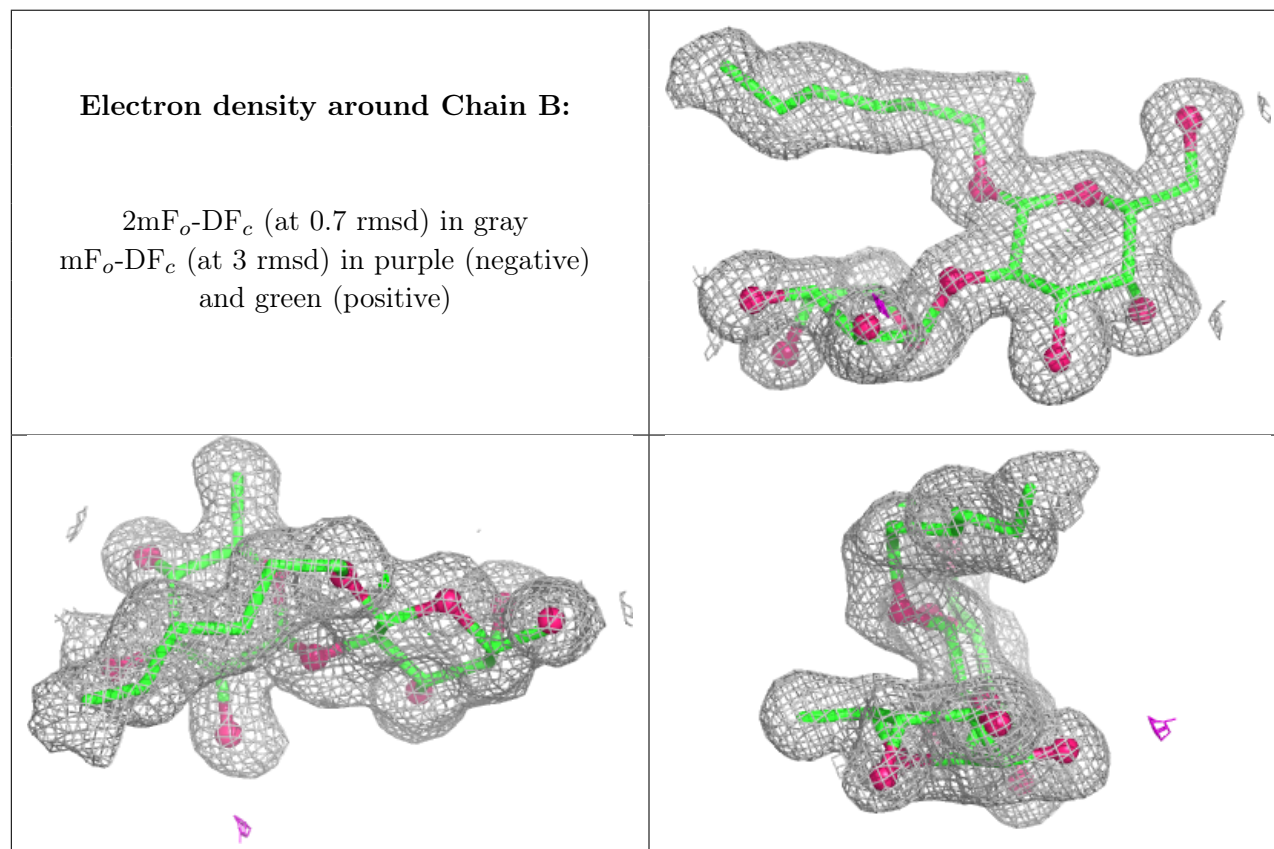 Electron density around Chain B:
2mFₒ-DF𝒸 (at 0.7 rmsd) in gray
mFₒ-DF𝒸 (at 3 rmsd) in purple (negative)
and green (positive)